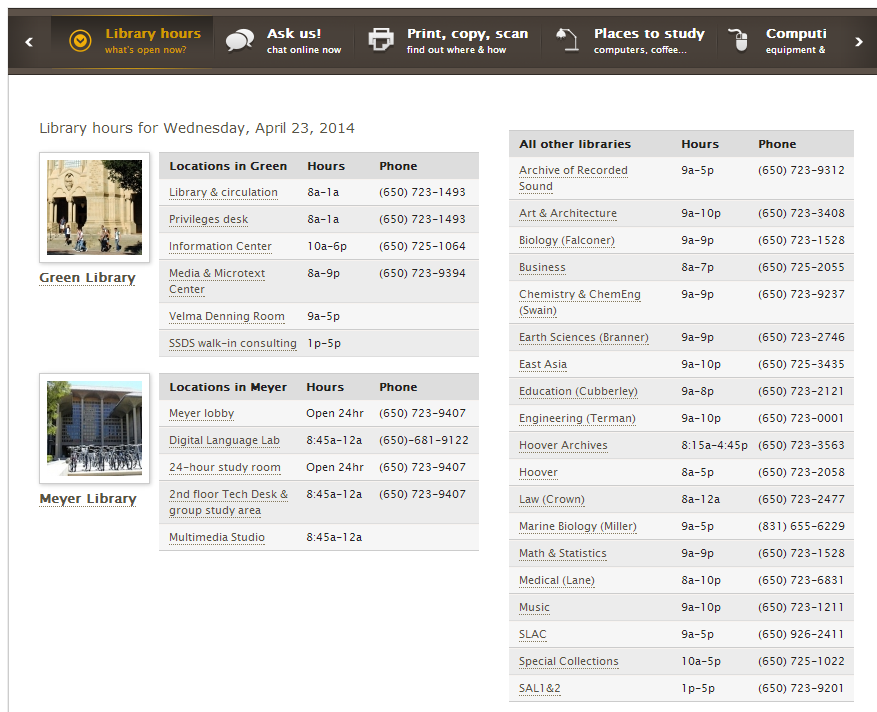 Library hours
what's open now?
Ask us!
chat online now
Print, copy, scan
find out where & how
Places to study
computers, coffee...
Computi
equipment &
Library hours for Wednesday, April 23, 2014
Green Library
Locations in Green Hours Phone
Library & circulation 8a-1a (650) 723-1493
Privileges desk 8a-1a (650) 723-1493
Information Center 10a-6p (650) 725-1064
Media & Microtext 8a-9p (650) 723-9394
Center
Velma Denning Room 9a-5p
SSDS walk-in consulting 1p-5p
Meyer Library
Locations in Meyer Hours Phone
Meyer lobby Open 24hr (650) 723-9407
Digital Language Lab 8:45a-12a (650)-681-9122
24-hour study room Open 24hr (650) 723-9407
2nd floor Tech Desk & 8:45a-12a (650) 723-9407
group study area
Multimedia Studio 8:45a-12a
All other libraries Hours Phone
Archive of Recorded 9a-5p (650) 723-9312
Sound
Art & Architecture 9a-10p (650) 723-3408
Biology (Falconer) 9a-9p (650) 723-1528
Business 8a-7p (650) 725-2055
Chemistry & ChemEng 9a-9p (650) 723-9237
(Swain)
Earth Sciences (Branner) 9a-9p (650) 723-2746
East Asia 9a-10p (650) 725-3435
Education (Cubberley) 9a-8p (650) 723-2121
Engineering (Terman) 9a-10p (650) 723-0001
Hoover Archives 8:15a-4:45p (650) 723-3563
Hoover 8a-5p (650) 723-2058
Law (Crown) 8a-12a (650) 723-2477
Marine Biology (Miller) 9a-5p (831) 655-6229
Math & Statistics 9a-9p (650) 723-1528
Medical (Lane) 8a-10p (650) 723-6831
Music 9a-10p (650) 723-1211
SLAC 9a-5p (650) 926-2411
Special Collections 10a-5p (650) 725-1022
SAL1&2 1p-5p (650) 723-9201